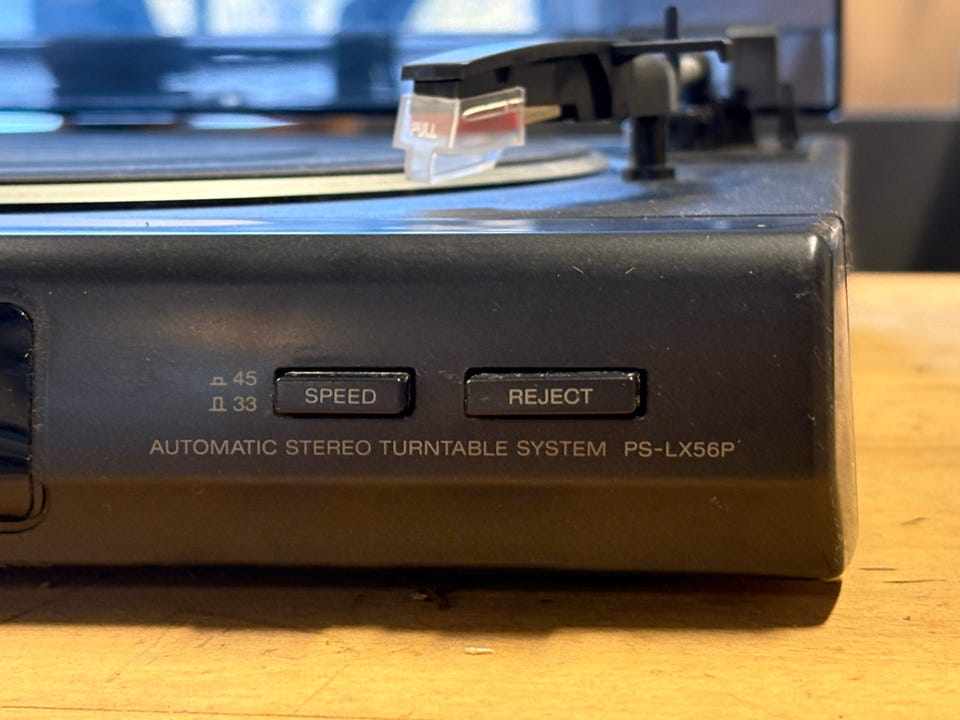 PULL
45
33
SPEED
REJECT
AUTOMATIC STEREO TURNTABLE SYSTEM PS-LX56P